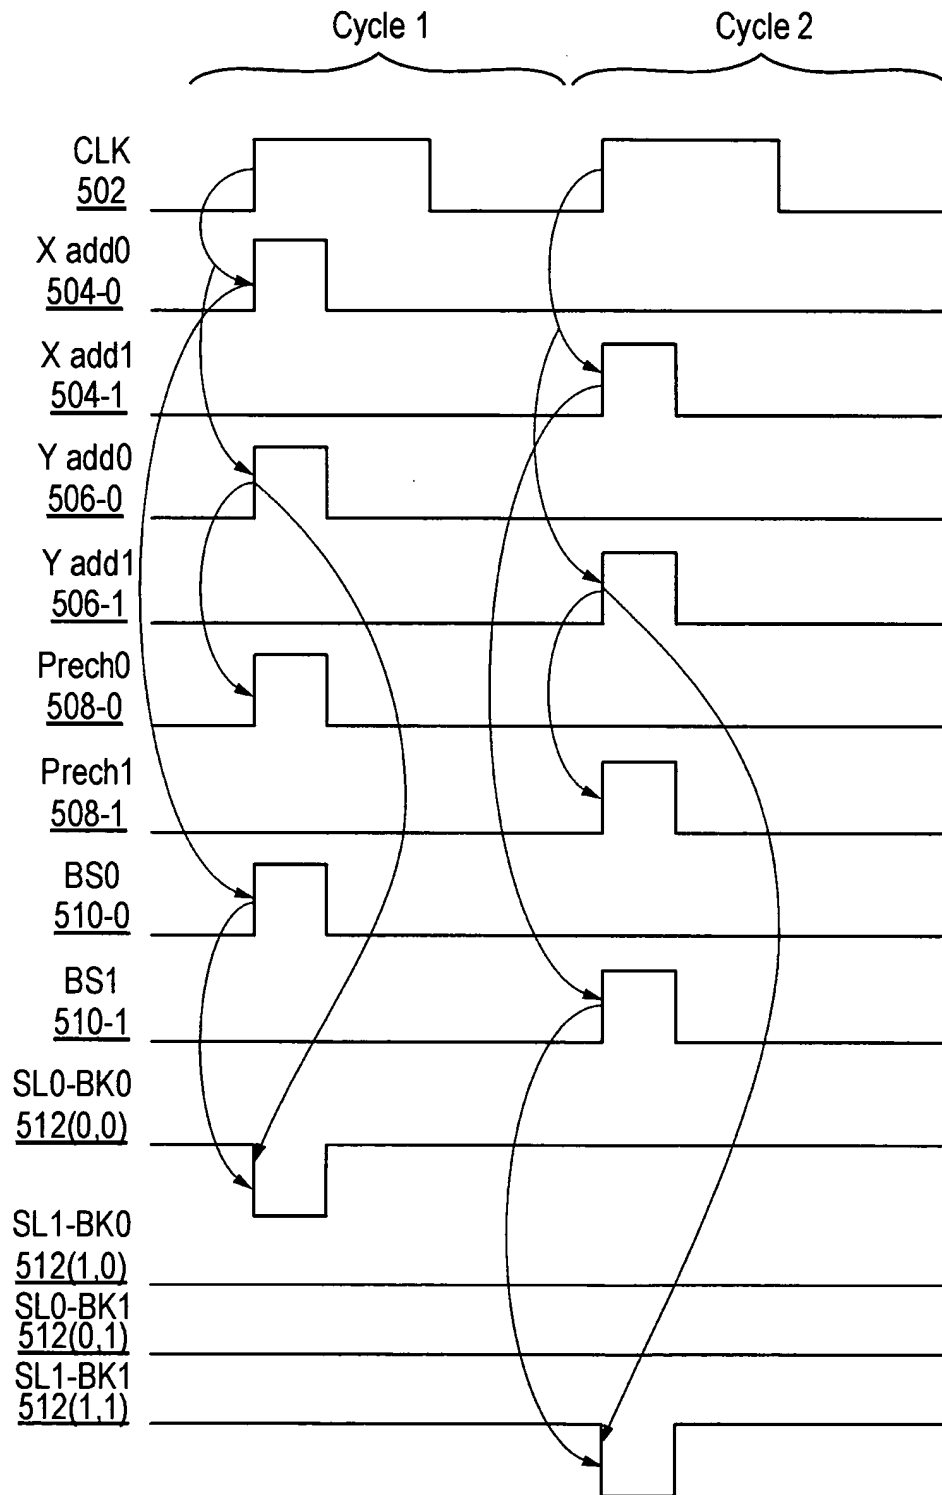 Cycle 1
Cycle 2
CLK
502
X add0
504-0
X add1
504-1
Y add0
506-0
Y add1
506-1
Prech0
508-0
Prech1
508-1
BS0
510-0
BS1
510-1
SL0-BK0
512(0,0)
SL1-BK0
512(1,0)
SL0-BK1
512(0,1)
SL1-BK1
512(1,1)